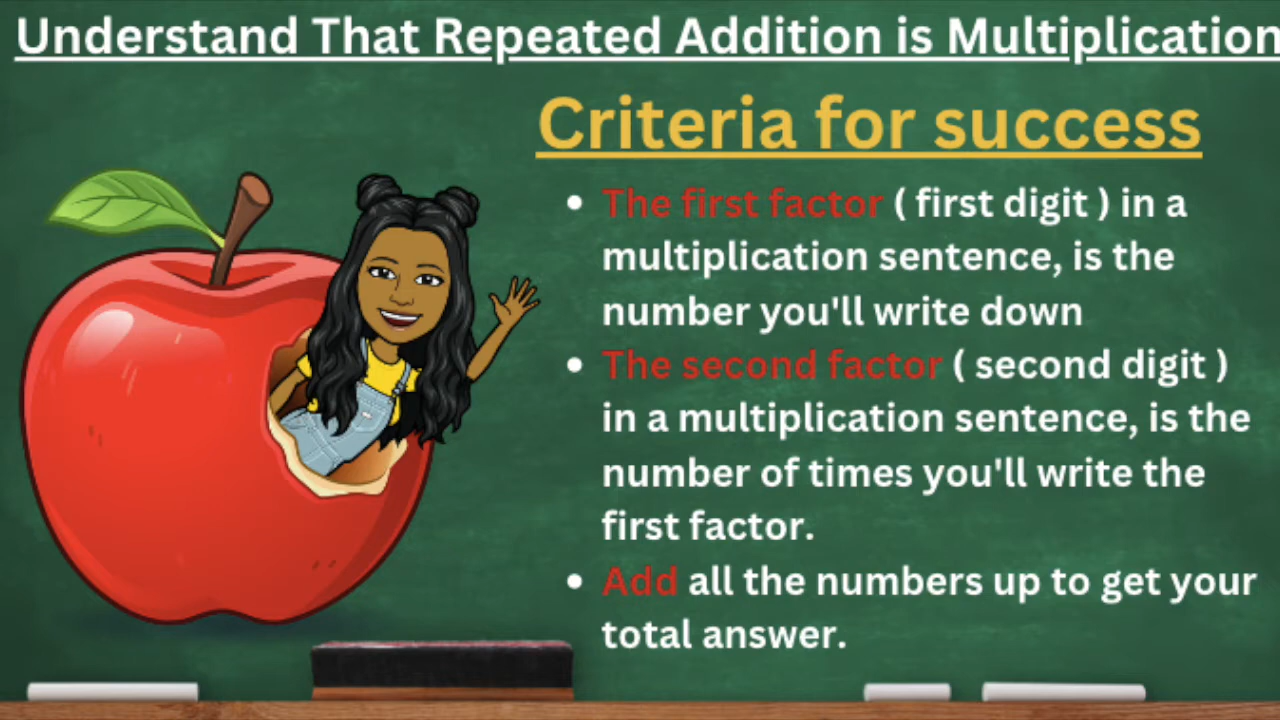 Understand That Repeated Addition is Multiplication
Criteria for success
• The first factor ( first digit ) in a
multiplication sentence, is the
number you'll write down
• The second factor ( second digit )
in a multiplication sentence, is the
number of times you'll write the
first factor.
• Add all the numbers up to get your
total answer.